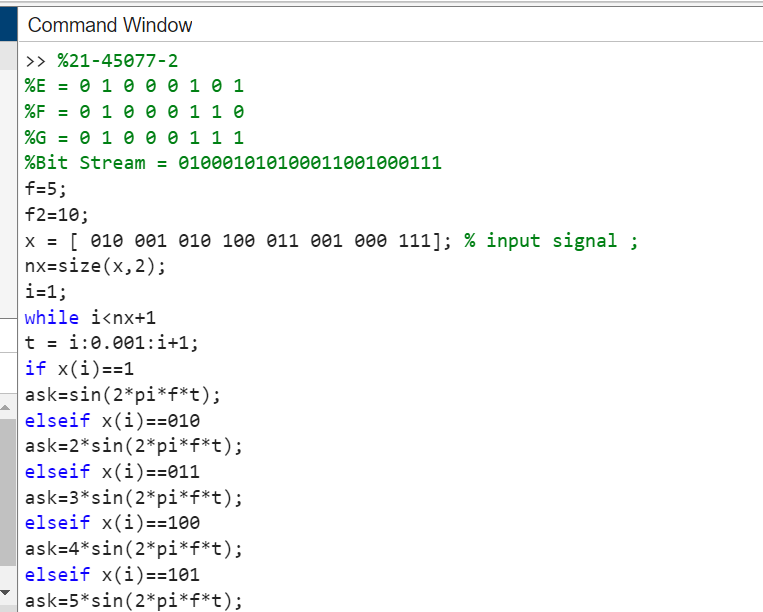 Command Window
>> %21-45077-2
%E = 0 1 0 0 0 1 0 1
%F = 0 1 0 0 0 1 1 0
%G = 0 1 0 0 0 1 1 1
%Bit Stream = 010001010100011001000111
f=5;
f2=10;
x = [ 010 001 010 100 011 001 000 111]; % input signal ;
nx=size(x,2);
i=1;
while i<nx+1
t = i:0.001:i+1;
if x(i)==1
ask=sin(2*pi*f*t);
elseif x(i)==010
ask=2*sin(2*pi*f*t);
elseif x(i)==011
ask=3*sin(2*pi*f*t);
elseif x(i)==100
ask=4*sin(2*pi*f*t);
elseif x(i)==101
ask=5*sin(2*pi*f*t);